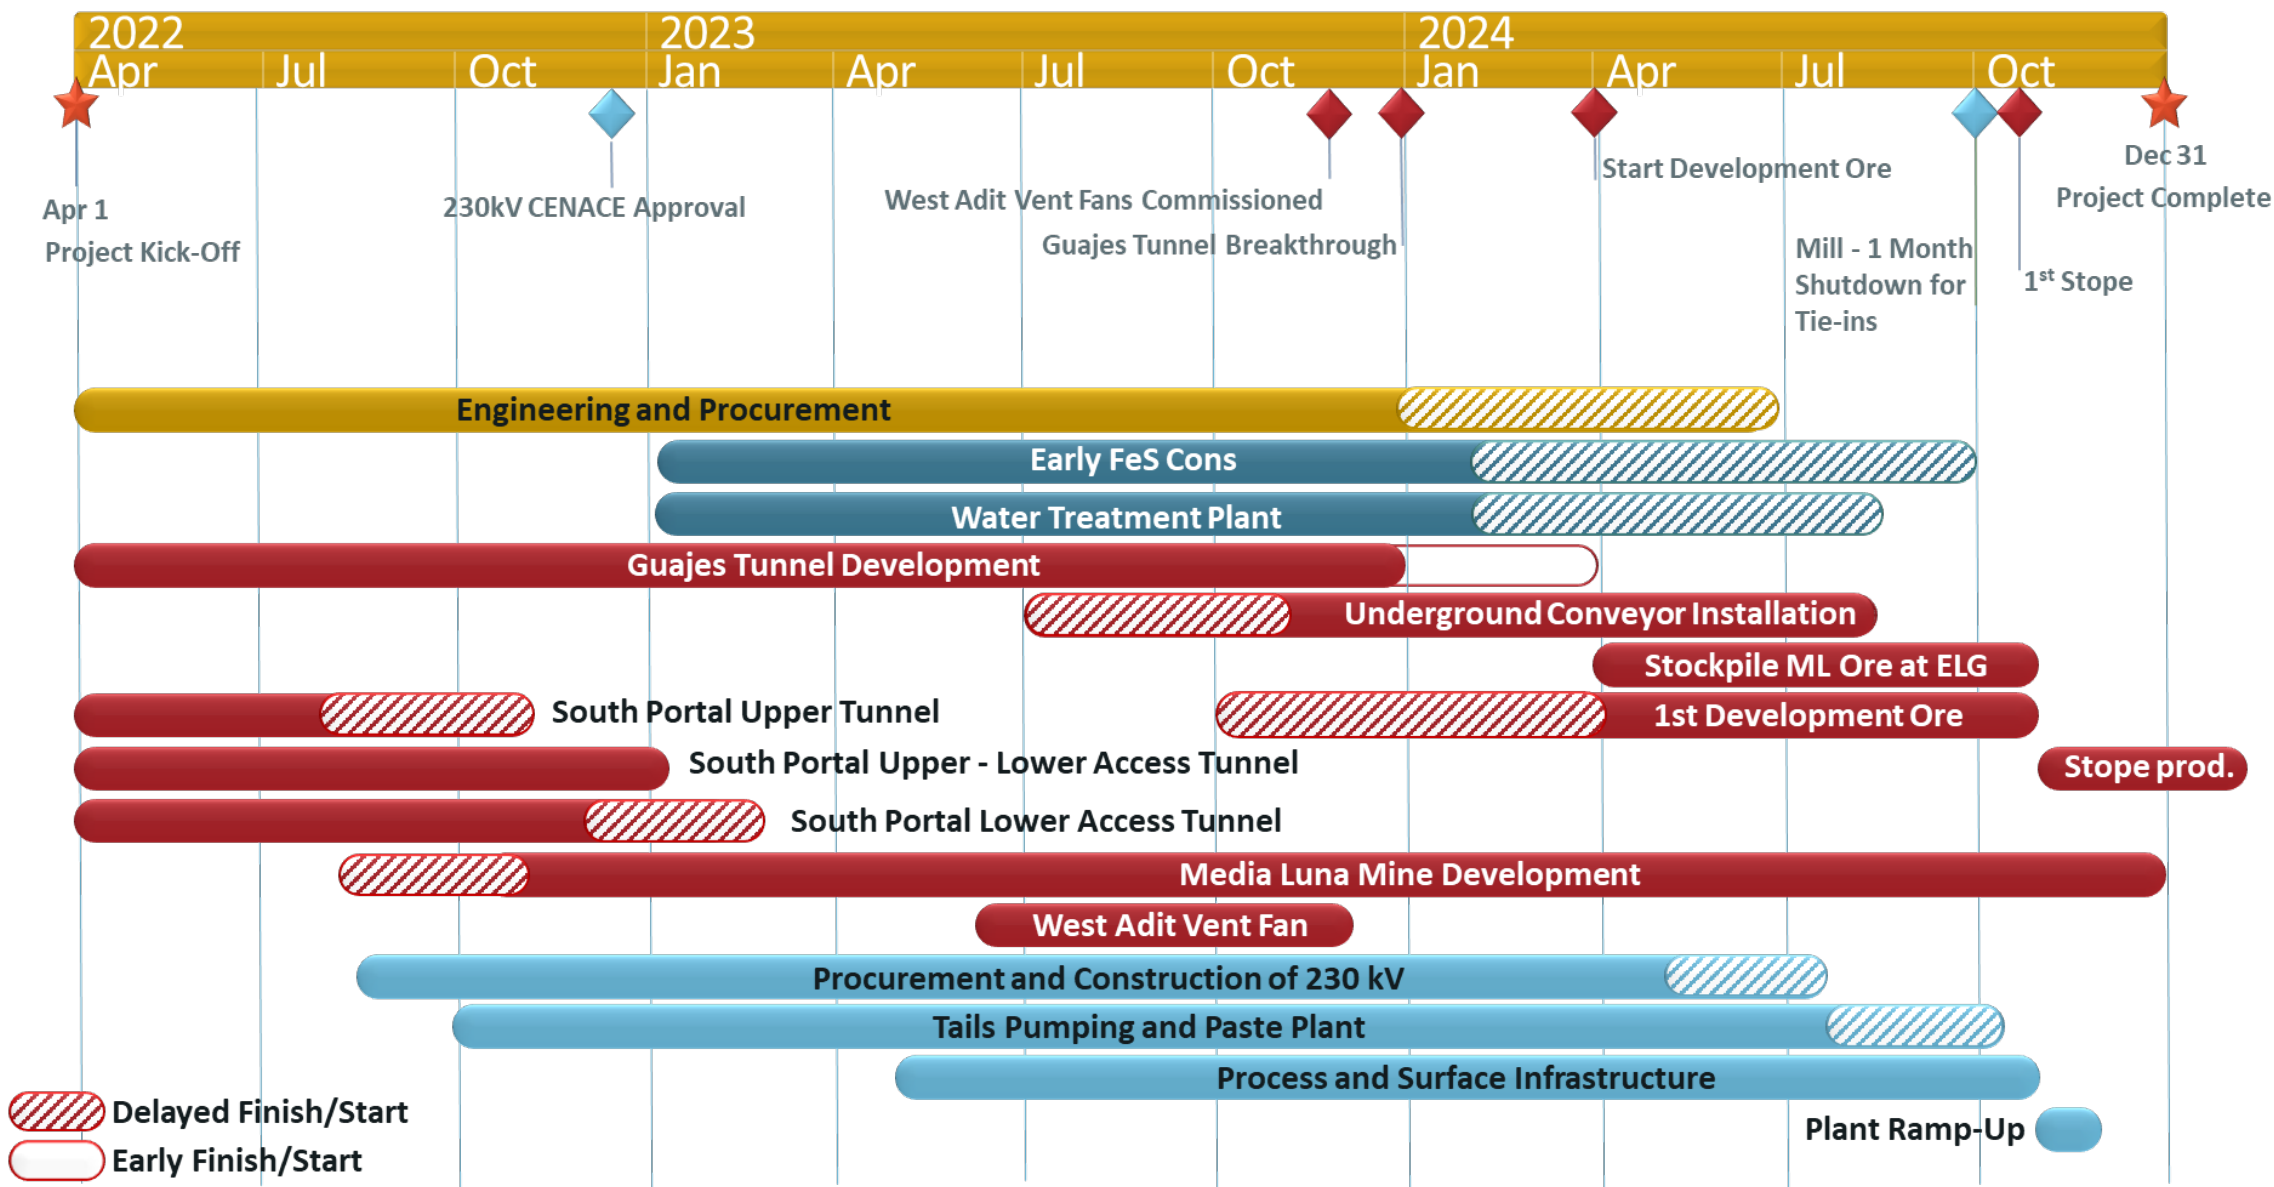 2022 2023 2024
Apr Jul Oct Jan Apr Jul Oct Jan Apr Jul Oct
Apr 1
Project Kick-Off
230kV CENACE Approval
West Adit Vent Fans Commissioned
Guajes Tunnel Breakthrough
Start Development Ore
Mill - 1 Month
Shutdown for
Tie-ins
1st Stope
Dec 31
Project Complete
Engineering and Procurement
Early FeS Cons
Water Treatment Plant
Guajes Tunnel Development
Underground Conveyor Installation
Stockpile ML Ore at ELG
South Portal Upper Tunnel
1st Development Ore
South Portal Upper - Lower Access Tunnel
Stope prod.
South Portal Lower Access Tunnel
Media Luna Mine Development
West Adit Vent Fan
Procurement and Construction of 230 kV
Tails Pumping and Paste Plant
Process and Surface Infrastructure
Plant Ramp-Up
Delayed Finish/Start
Early Finish/Start